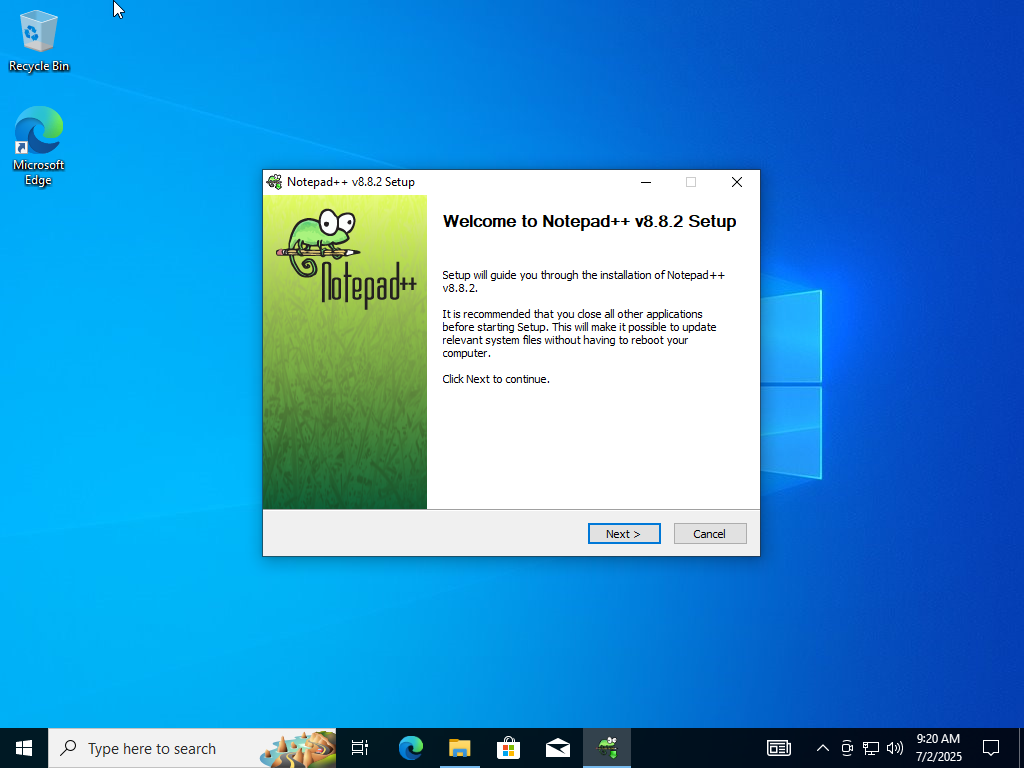 Recycle Bin
Microsoft
Edge
Notepad++ v8.8.2 Setup
Notepad++
Welcome to Notepad++ v8.8.2 Setup
Setup will guide you through the installation of Notepad++
v8.8.2.
It is recommended that you close all other applications
before starting Setup. This will make it possible to update
relevant system files without having to reboot your
computer.
Click Next to continue.
Next >
Cancel
Type here to search
9:20 AM
7/2/2025